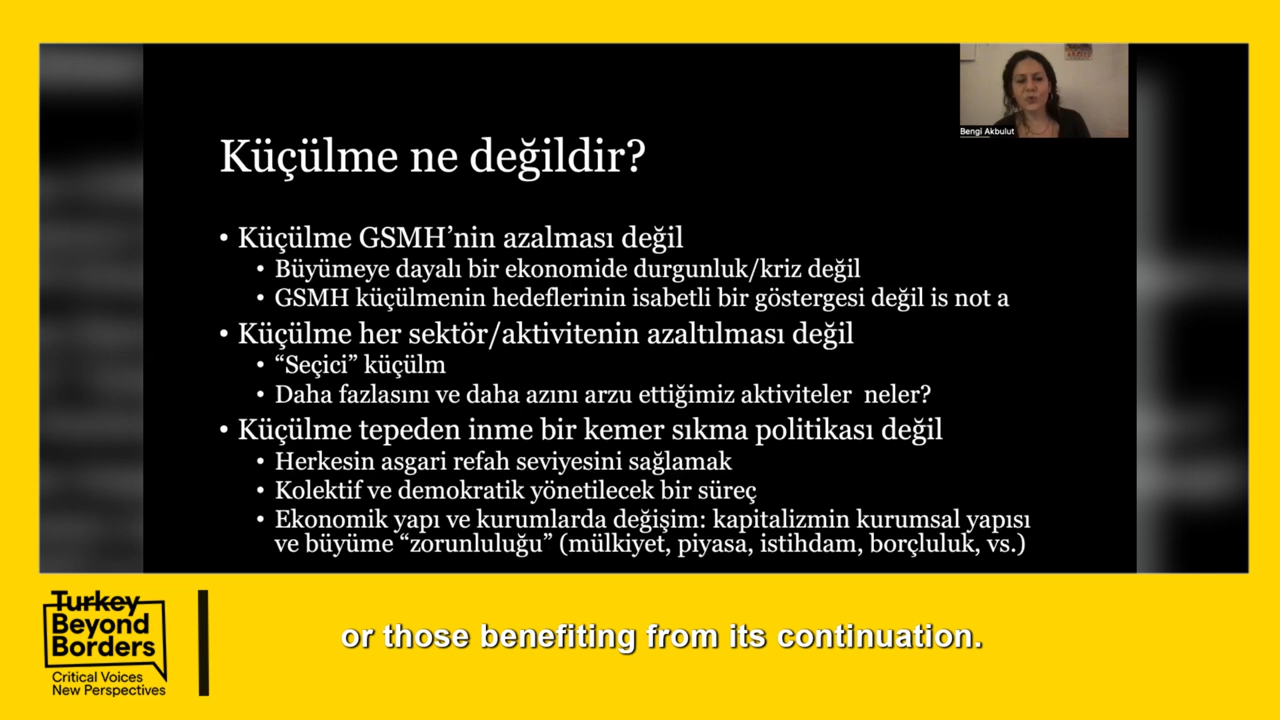 Bengi Akbulut
Küçülme ne değildir?
• Küçülme GSMH’nin azalması değil
• Büyümeye dayalı bir ekonomide durgunluk/kriz değil
• GSMH küçülmenin hedeflerinin isabetli bir göstergesi değil is not a
• Küçülme her sektör/aktivitenin azaltılması değil
• “Seçici” küçülm
• Daha fazlasını ve daha azını arzu ettiğimiz aktiviteler neler?
• Küçülme tepeden inme bir kemer sıkma politikası değil
• Herkesin asgari refah seviyesini sağlamak
• Kolektif ve demokratik yönetilecek bir süreç
• Ekonomik yapı ve kurumlarda değişim: kapitalizmin kurumsal yapısı
ve büyüme “zorunluluğu” (mülkiyet, piyasa, istihdam, borçluluk, vs.)
Turkey
Beyond
Borders
Critical Voices
New Perspectives
or those benefiting from its continuation.